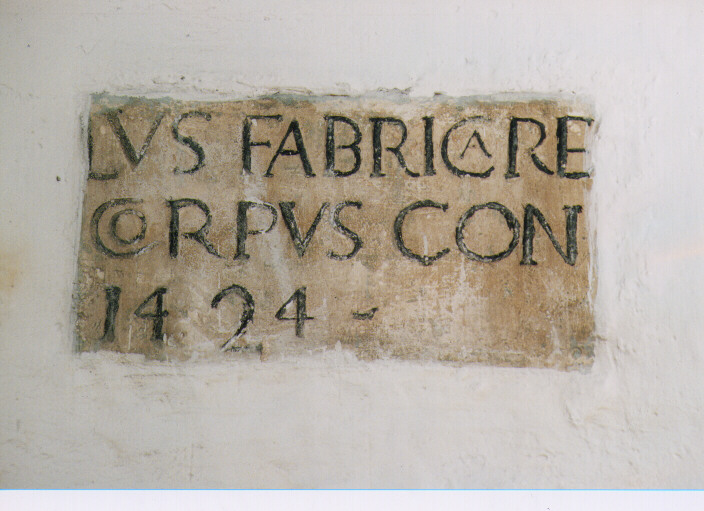 LVS FABRICARE
CORPVS CON
1424-